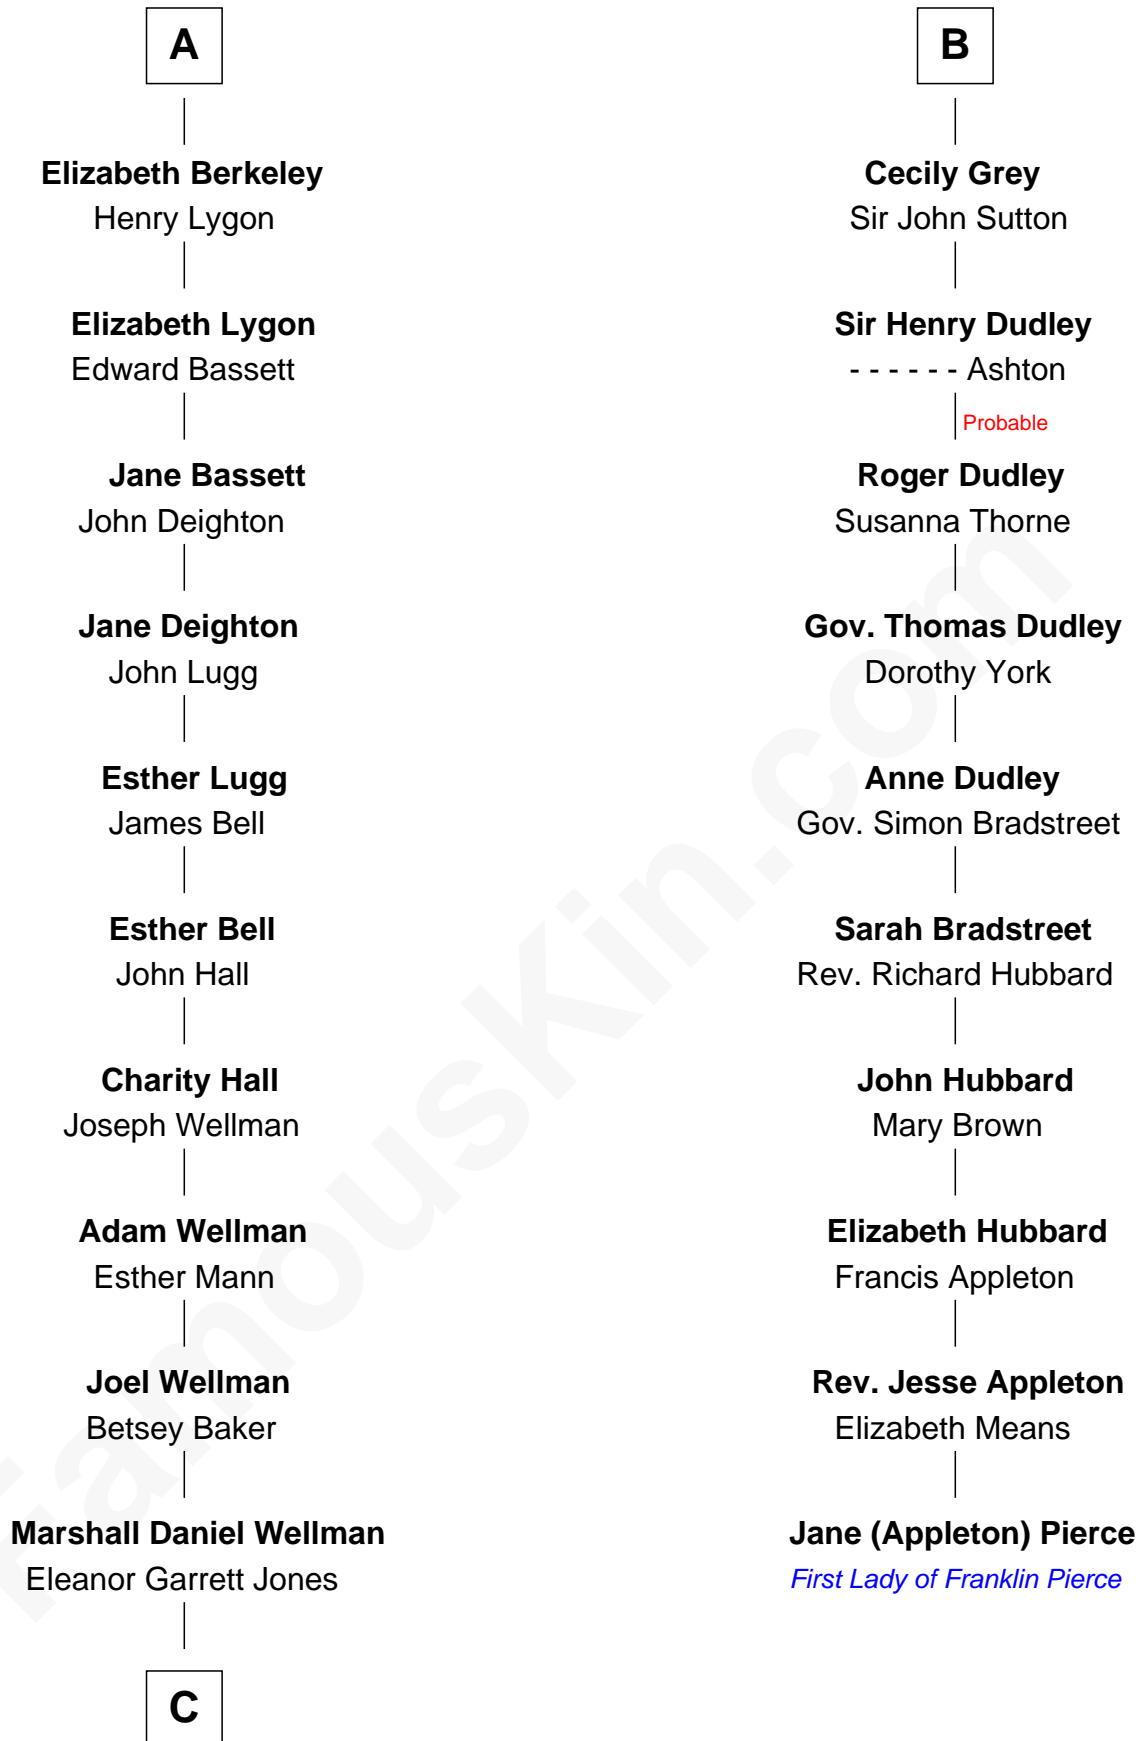 A
Elizabeth Berkeley
Henry Lygon
Elizabeth Lygon
Edward Bassett
Jane Bassett
John Deighton
Jane Deighton
John Lugg
Esther Lugg
James Bell
Esther Bell
John Hall
Charity Hall
Joseph Wellman
Adam Wellman
Esther Mann
Joel Wellman
Betsey Baker
Marshall Daniel Wellman
Eleanor Garrett Jones
C
B
Cecily Grey
Sir John Sutton
Sir Henry Dudley
- - - - - - Ashton
Probable
Roger Dudley
Susanna Thorne
Gov. Thomas Dudley
Dorothy York
Anne Dudley
Gov. Simon Bradstreet
Sarah Bradstreet
Rev. Richard Hubbard
John Hubbard
Mary Brown
Elizabeth Hubbard
Francis Appleton
Rev. Jesse Appleton
Elizabeth Means
Jane (Appleton) Pierce
First Lady of Franklin Pierce
FamousKin.com